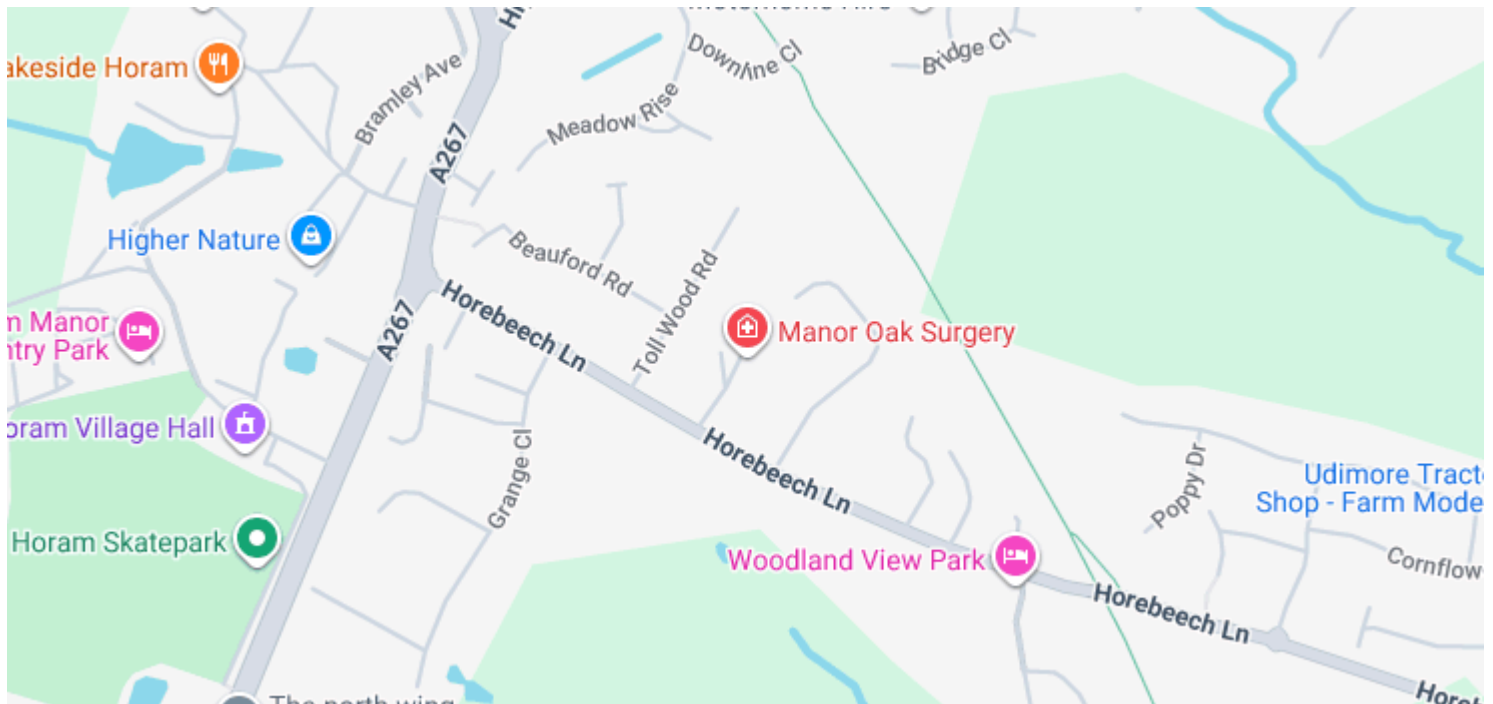 Downline Cl
Bridge Cl
akeside Horam
Bramley Ave
Meadow Rise
A267
Higher Nature
Beauford Rd
Toll Wood Rd
Horebeech Ln
m Manor
ntry Park
A267
Manor Oak Surgery
oram Village Hall
Grange Cl
Horebeech Ln
Poppy Dr
Udimore Tracto
Shop - Farm Mode
Horam Skatepark
Woodland View Park
Cornflow
Horebeech Ln
Horeb
The north wing